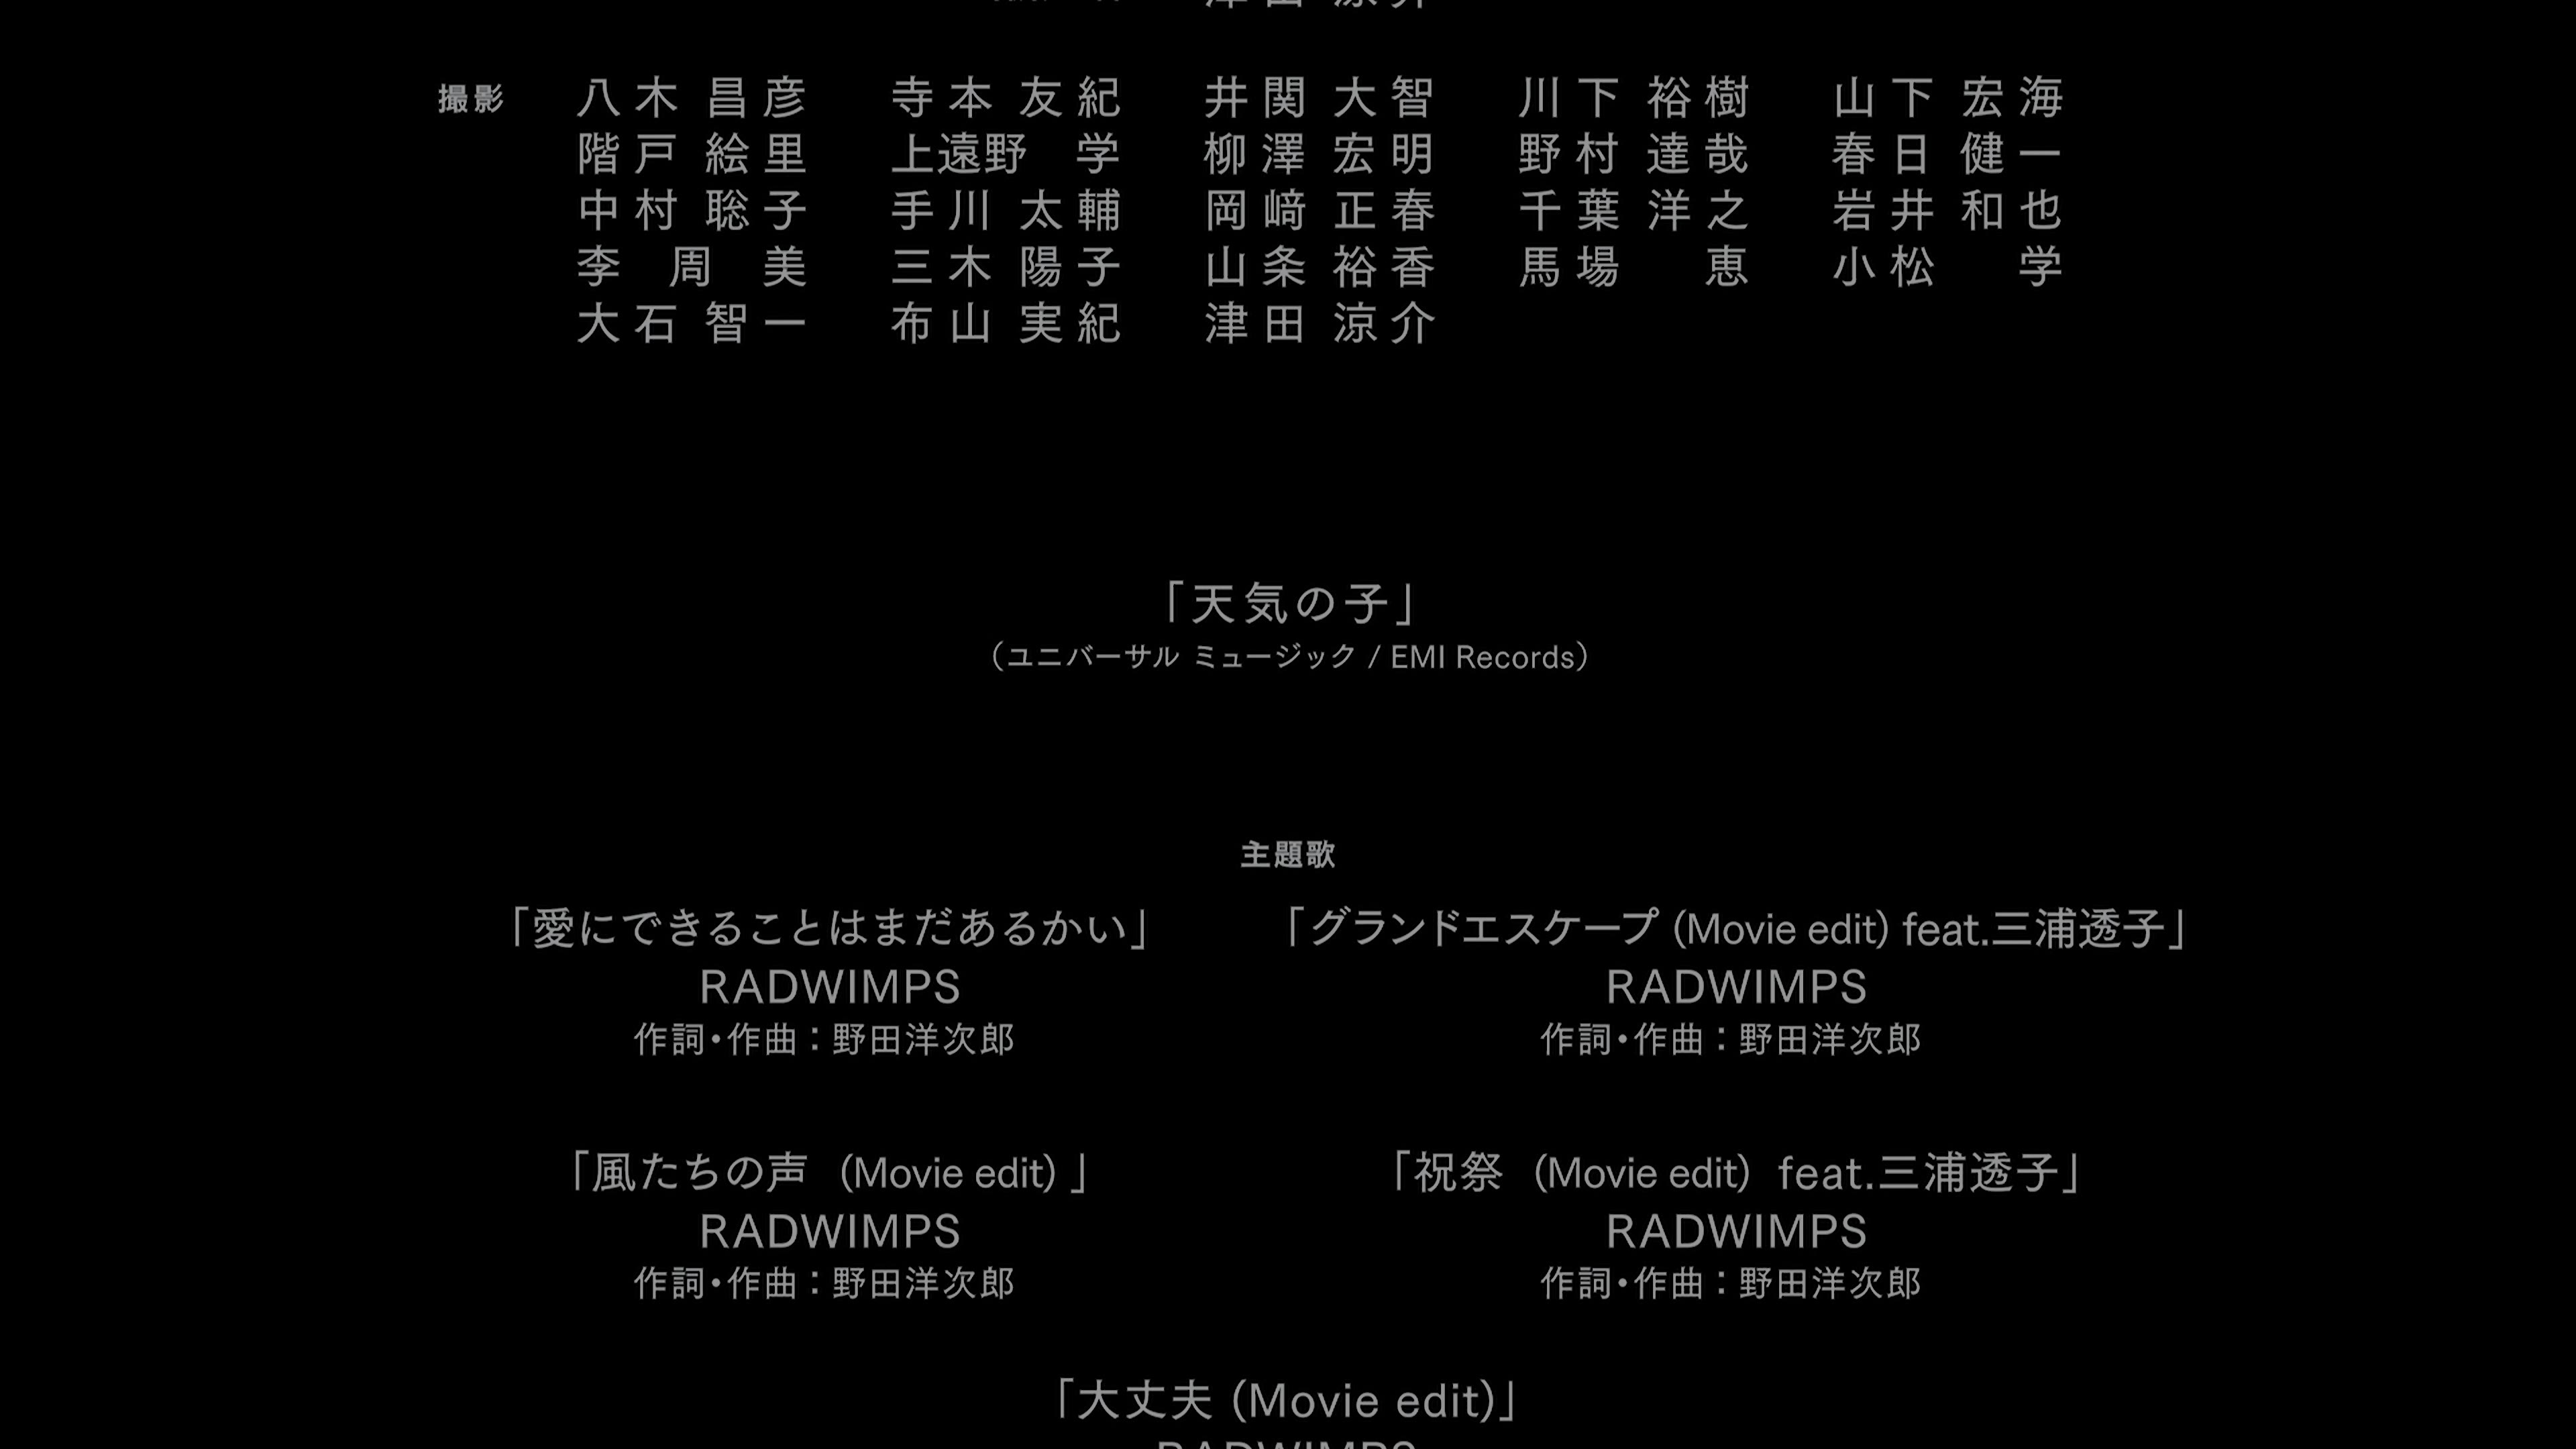 津田 涼介
撮影 八木 昌彦 寺本 友紀 井関 大智 川下 裕樹 山下 宏海
階戸 絵里 上遠野 学 柳澤 宏明 野村 達哉 春日 健一
中村 聡子 手川 太輔 岡﨑 正春 千葉 洋之 岩井 和也
李 周 美 三木 陽子 山条 裕香 馬場 恵 小松 学
大石 智一 布山 実紀 津田 涼介
「天気の子」
（ユニバーサル ミュージック / EMI Records）
主題歌
「愛にできることはまだあるかい」 「グランドエスケープ (Movie edit) feat.三浦透子」
RADWIMPS RADWIMPS
作詞・作曲：野田洋次郎 作詞・作曲：野田洋次郎
「風たちの声 (Movie edit) 」 「祝祭 (Movie edit) feat.三浦透子」
RADWIMPS RADWIMPS
作詞・作曲：野田洋次郎 作詞・作曲：野田洋次郎
「大丈夫 (Movie edit)」
RADWIMPS